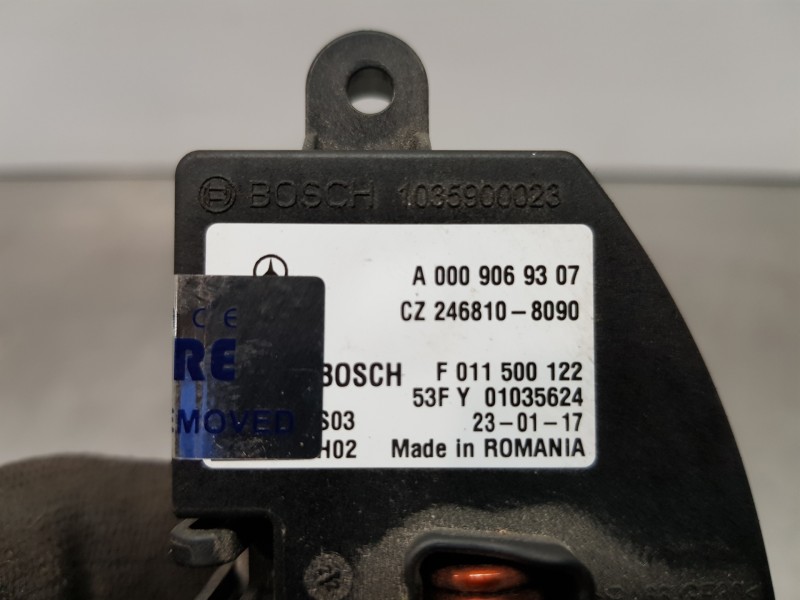 BOSCH 1035900023
A 000 906 93 07
CZ 246810-8090
CE
RE
BOSCH F 011 500 122
53F Y 01035624
EMOVED S03 23-01-17
H02 Made in ROMANIA